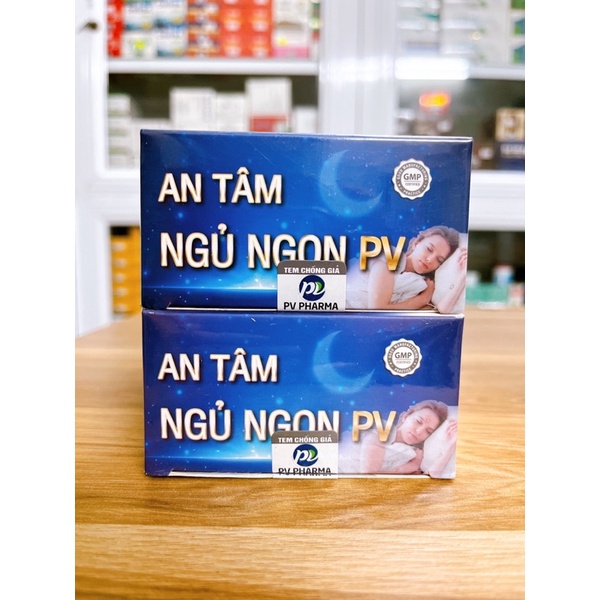 AN TÂM
GMP
NGỦ NGON PV
TEM CHỐNG GIẢ
PV PHARMA
AN TÂM
GMP
NGỦ NGON PV
TEM CHỐNG GIẢ
PV PHARMA